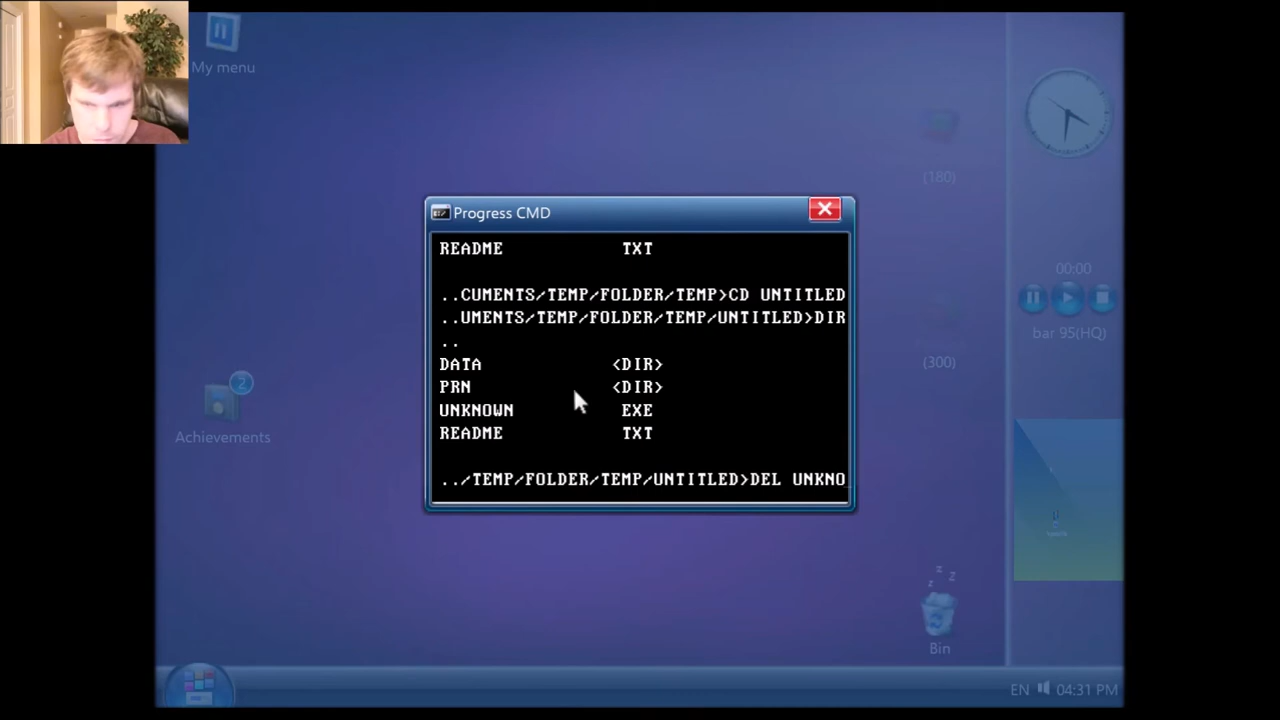 My menu
(180)
Progress CMD
README TXT
00:00
..CUMENTS/TEMP/FOLDER/TEMP>CD UNTITLED
..UMENTS/TEMP/FOLDER/TEMP/UNTITLED>DIR
bar 95(HQ)
..
DATA <DIR>
(300)
PRN <DIR>
UNKNOWN EXE
README TXT
2
Achievements
../TEMP/FOLDER/TEMP/UNTITLED>DEL UNKNO
z z z
Bin
EN 04:31 PM